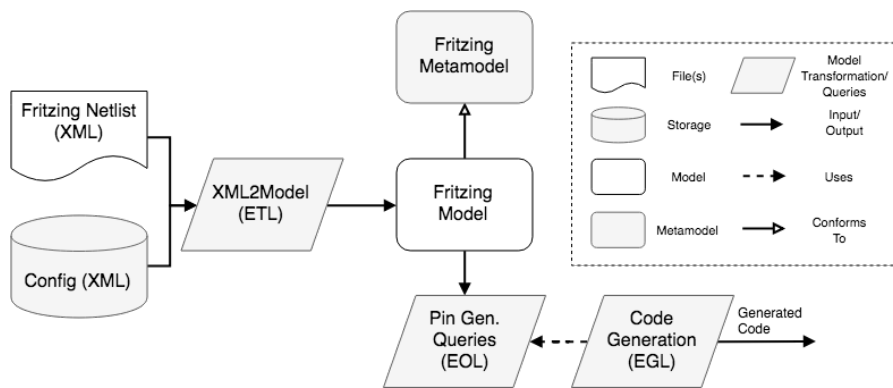 Fritzing
Metamodel
Fritzing Netlist
(XML)
XML2Model
(ETL)
Fritzing
Model
Config (XML)
Pin Gen.
Queries
(EOL)
Code
Generation
(EGL)
Generated
Code
File(s)
Model
Transformation/
Queries
Storage
Input/
Output
Model
Uses
Metamodel
Conforms
To